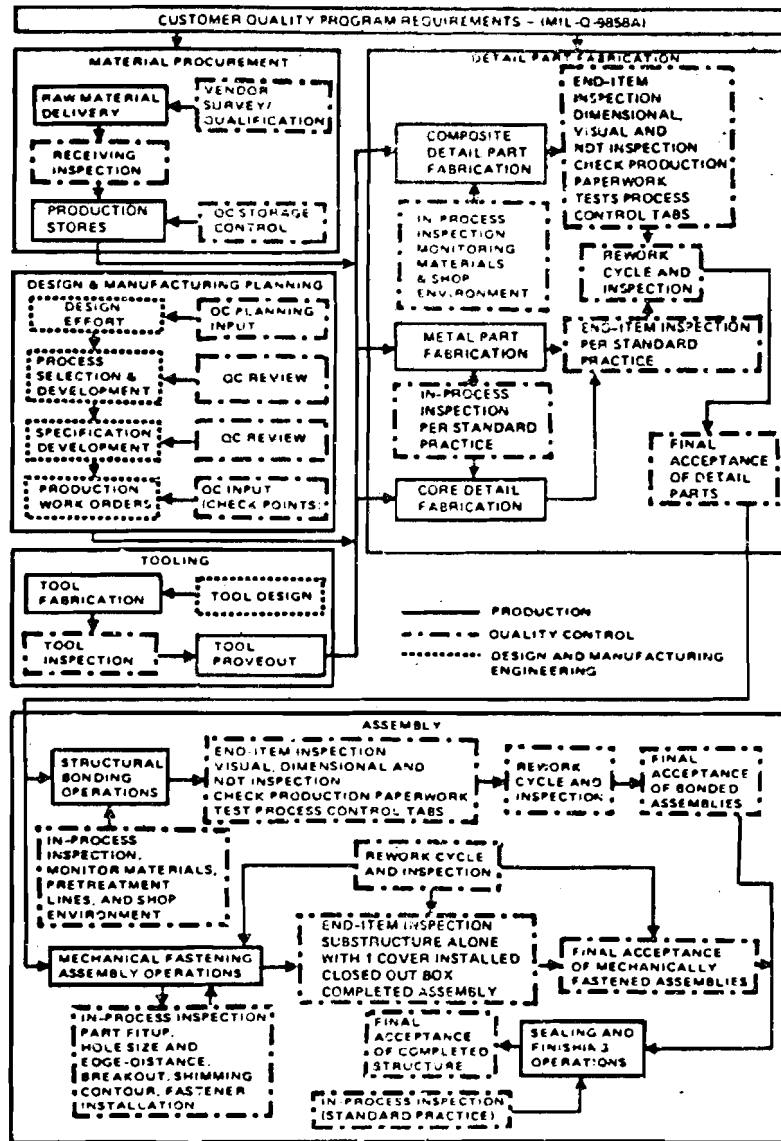 CUSTOMER QUALITY PROGRAM REQUIREMENTS – (MIL-Q-9858A)
MATERIAL PROCUREMENT
RAW MATERIAL
DELIVERY
VENDOR
SURVEY/
QUALIFICATION
RECEIVING
INSPECTION
PRODUCTION
STORES
QC STORAGE
CONTROL
DESIGN & MANUFACTURING PLANNING
DESIGN
EFFORT
QC PLANNING
INPUT
PROCESS
SELECTION &
DEVELOPMENT
QC REVIEW
SPECIFICATION
DEVELOPMENT
QC REVIEW
PRODUCTION
WORK ORDERS
QC INPUT
(CHECK POINTS)
TOOLING
TOOL
FABRICATION
TOOL DESIGN
TOOL
INSPECTION
TOOL
PROVEOUT
DETAIL PART FABRICATION
COMPOSITE
DETAIL PART
FABRICATION
END-ITEM
INSPECTION
DIMENSIONAL,
VISUAL AND
NOT INSPECTION
CHECK PRODUCTION
PAPERWORK
TESTS PROCESS
CONTROL TABS
IN-PROCESS
INSPECTION
MONITORING
MATERIALS
& SHOP
ENVIRONMENT
REWORK
CYCLE AND
INSPECTION
METAL PART
FABRICATION
END-ITEM INSPECTION
PER STANDARD
PRACTICE
IN-PROCESS
INSPECTION
PER STANDARD
PRACTICE
CORE DETAIL
FABRICATION
FINAL
ACCEPTANCE
OF DETAIL
PARTS
PRODUCTION
QUALITY CONTROL
DESIGN AND MANUFACTURING
ENGINEERING
ASSEMBLY
STRUCTURAL
BONDING
OPERATIONS
END-ITEM INSPECTION
VISUAL, DIMENSIONAL AND
NOT INSPECTION
CHECK PRODUCTION PAPERWORK
TEST PROCESS CONTROL TABS
REWORK
CYCLE AND
INSPECTION
FINAL
ACCEPTANCE
OF BONDED
ASSEMBLIES
IN-PROCESS
INSPECTION,
MONITOR MATERIALS,
PRETREATMENT
LINES, AND SHOP
ENVIRONMENT
REWORK CYCLE
AND INSPECTION
MECHANICAL FASTENING
ASSEMBLY OPERATIONS
END-ITEM INSPECTION
SUBSTRUCTURE ALONE
WITH 1 COVER INSTALLED
CLOSED OUT BOX
COMPLETED ASSEMBLY
FINAL ACCEPTANCE
OF MECHANICALLY
FASTENED ASSEMBLIES
IN-PROCESS INSPECTION
PART FITUP,
HOLE SIZE AND
EDGE-DISTANCE,
BREAKOUT, SHIMMING
CONTOUR, FASTENER
INSTALLATION
FINAL
ACCEPTANCE
OF COMPLETED
STRUCTURE
SEALING AND
FINISHING
OPERATIONS
IN-PROCESS INSPECTION
(STANDARD PRACTICE)